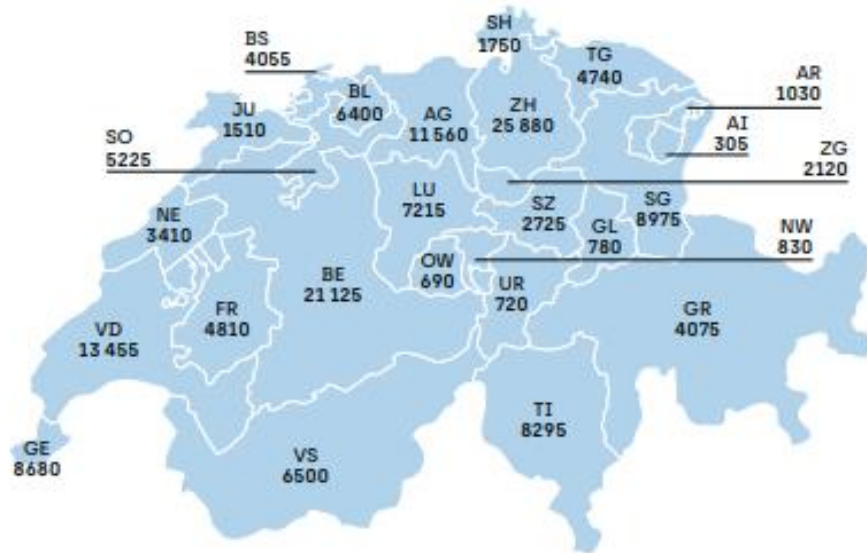 SH
1750
BS
4055
TG
4740
AR
1030
BL
6400
JU
1510
AG
11 560
ZH
25 880
AI
305
SO
5225
ZG
2120
LU
7215
SZ
2725
SG
8975
NE
3410
GL
780
NW
830
OW
690
BE
21 125
UR
720
FR
4810
GR
4075
VD
13 455
TI
8295
GE
8680
VS
6500